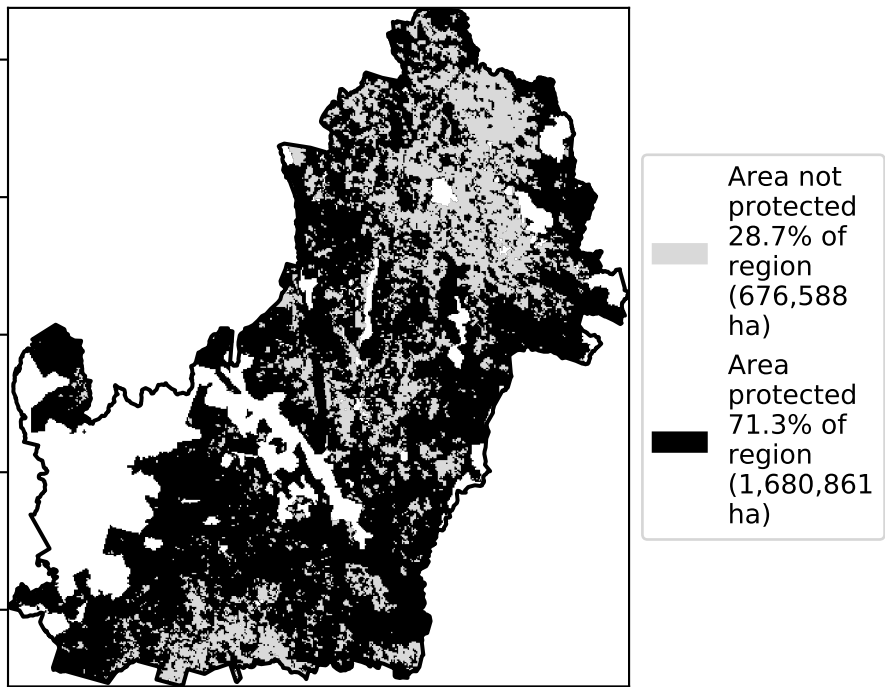 Area not
protected
28.7% of
region
(676,588
ha)
Area
protected
71.3% of
region
(1,680,861
ha)